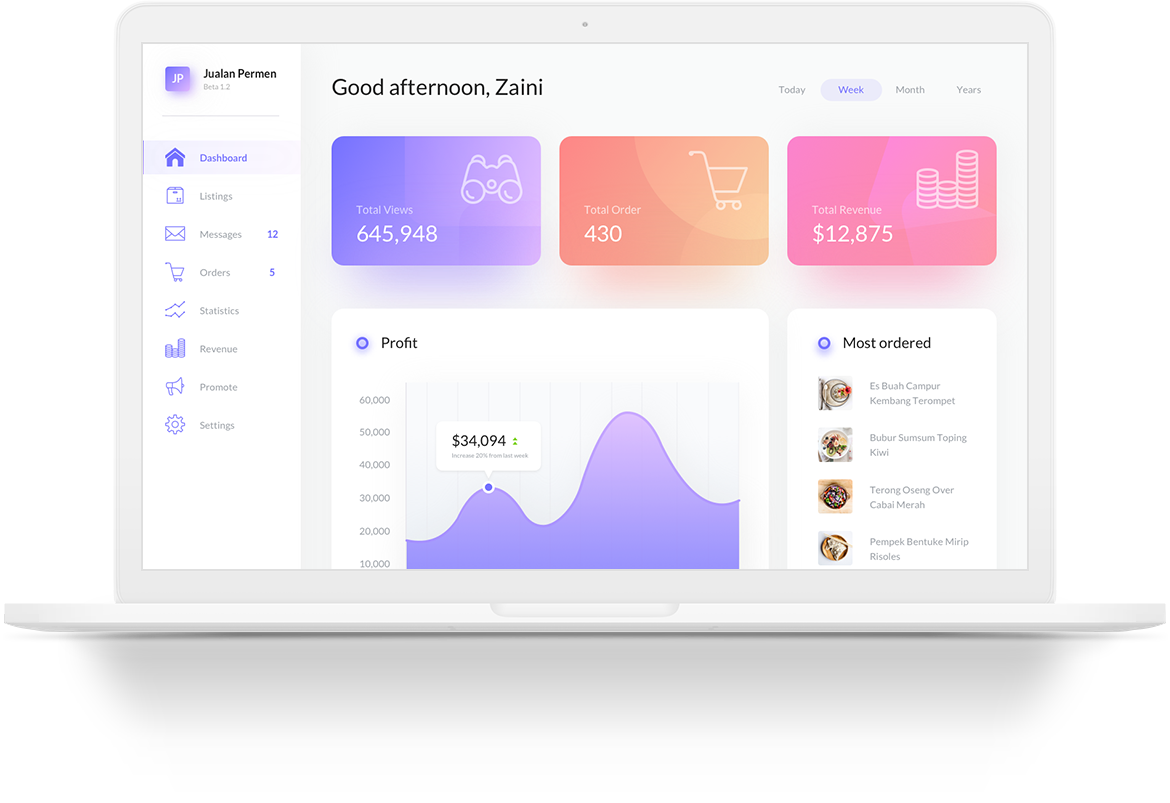 JP
Jualan Permen
Beta 1.2
Dashboard
Listings
Messages 12
Orders 5
Statistics
Revenue
Promote
Settings
Good afternoon, Zaini
Today Week Month Years
Total Views
645,948
Total Order
430
Total Revenue
$12,875
Profit
60,000
50,000
40,000
30,000
20,000
10,000
$34,094
Increase 20% from last week
Most ordered
Es Buah Campur
Kembang Terompet
Bubur Sumsum Toping
Kiwi
Terong Oseng Over
Cabai Merah
Pempek Bentuke Mirip
Risoles